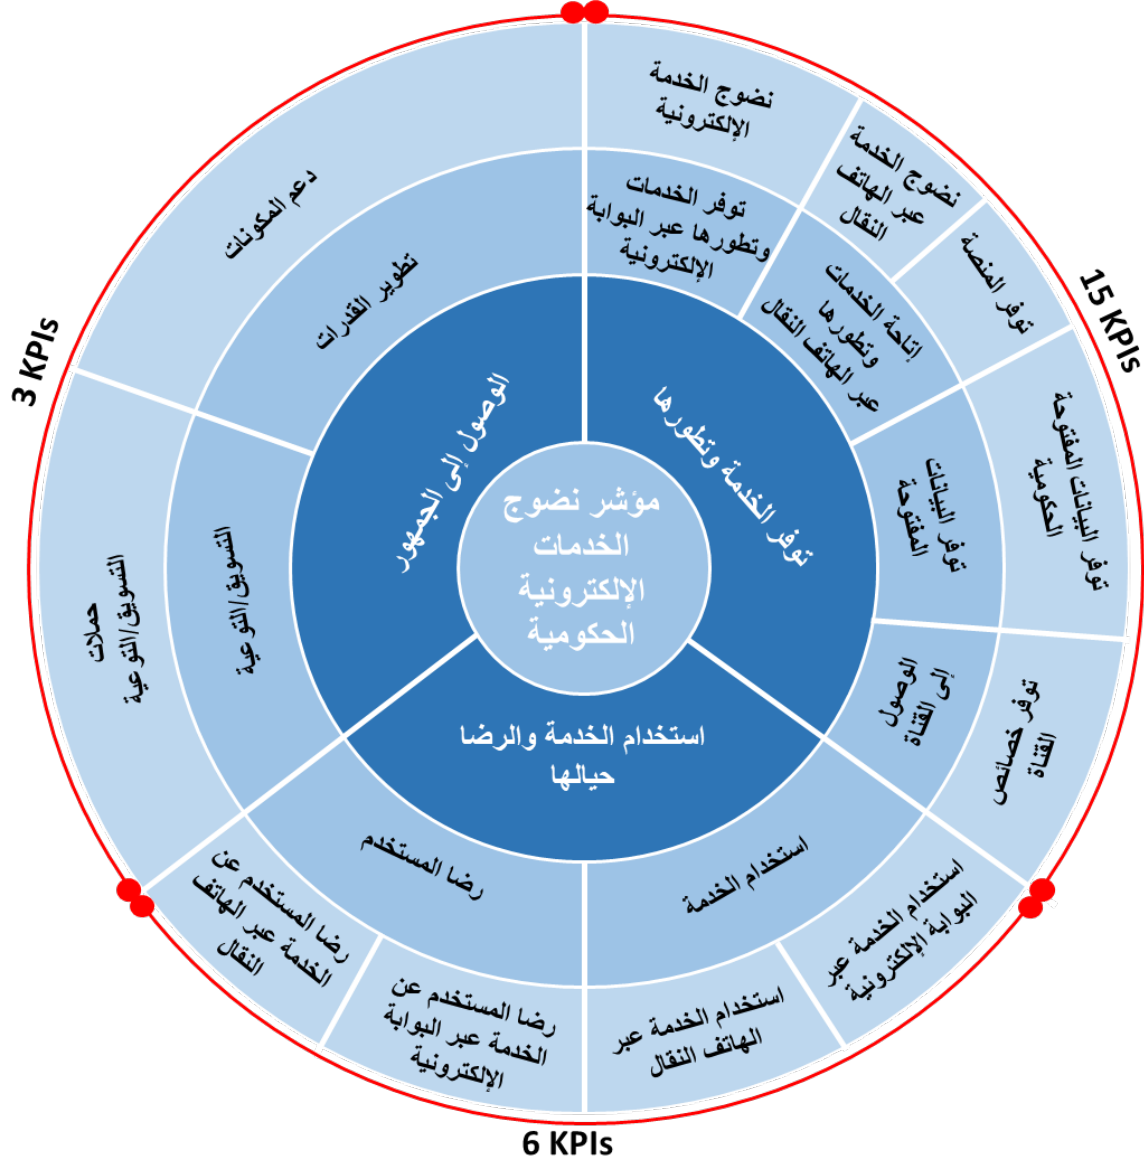 مؤشر نضوج
الخدمات
الإلكترونية
الحكومية
توفر الخدمة وتطورها
استخدام الخدمة والرضا
حيالها
الوصول إلى الجمهور
توفر الخدمات
وتطورها عبر البوابة
الإلكترونية
إتاحة الخدمات
وتطورها
عبر الهاتف النقال
توفر البيانات
المفتوحة
الوصول
إلى القناة
استخدام الخدمة
رضا المستخدم
التسويق/التوعية
تطوير القدرات
نضوج الخدمة
الإلكترونية
نضوج الخدمة
عبر الهاتف
النقال
توفر المنصة
توفر البيانات المفتوحة
الحكومية
توفر خصائص
القناة
استخدام الخدمة عبر
البوابة الإلكترونية
استخدام الخدمة عبر
الهاتف النقال
رضا المستخدم عن
الخدمة عبر البوابة
الإلكترونية
رضا المستخدم عن
الخدمة عبر الهاتف
النقال
حملات
التسويق/التوعية
دعم المكونات
15 KPIs
6 KPIs
3 KPIs